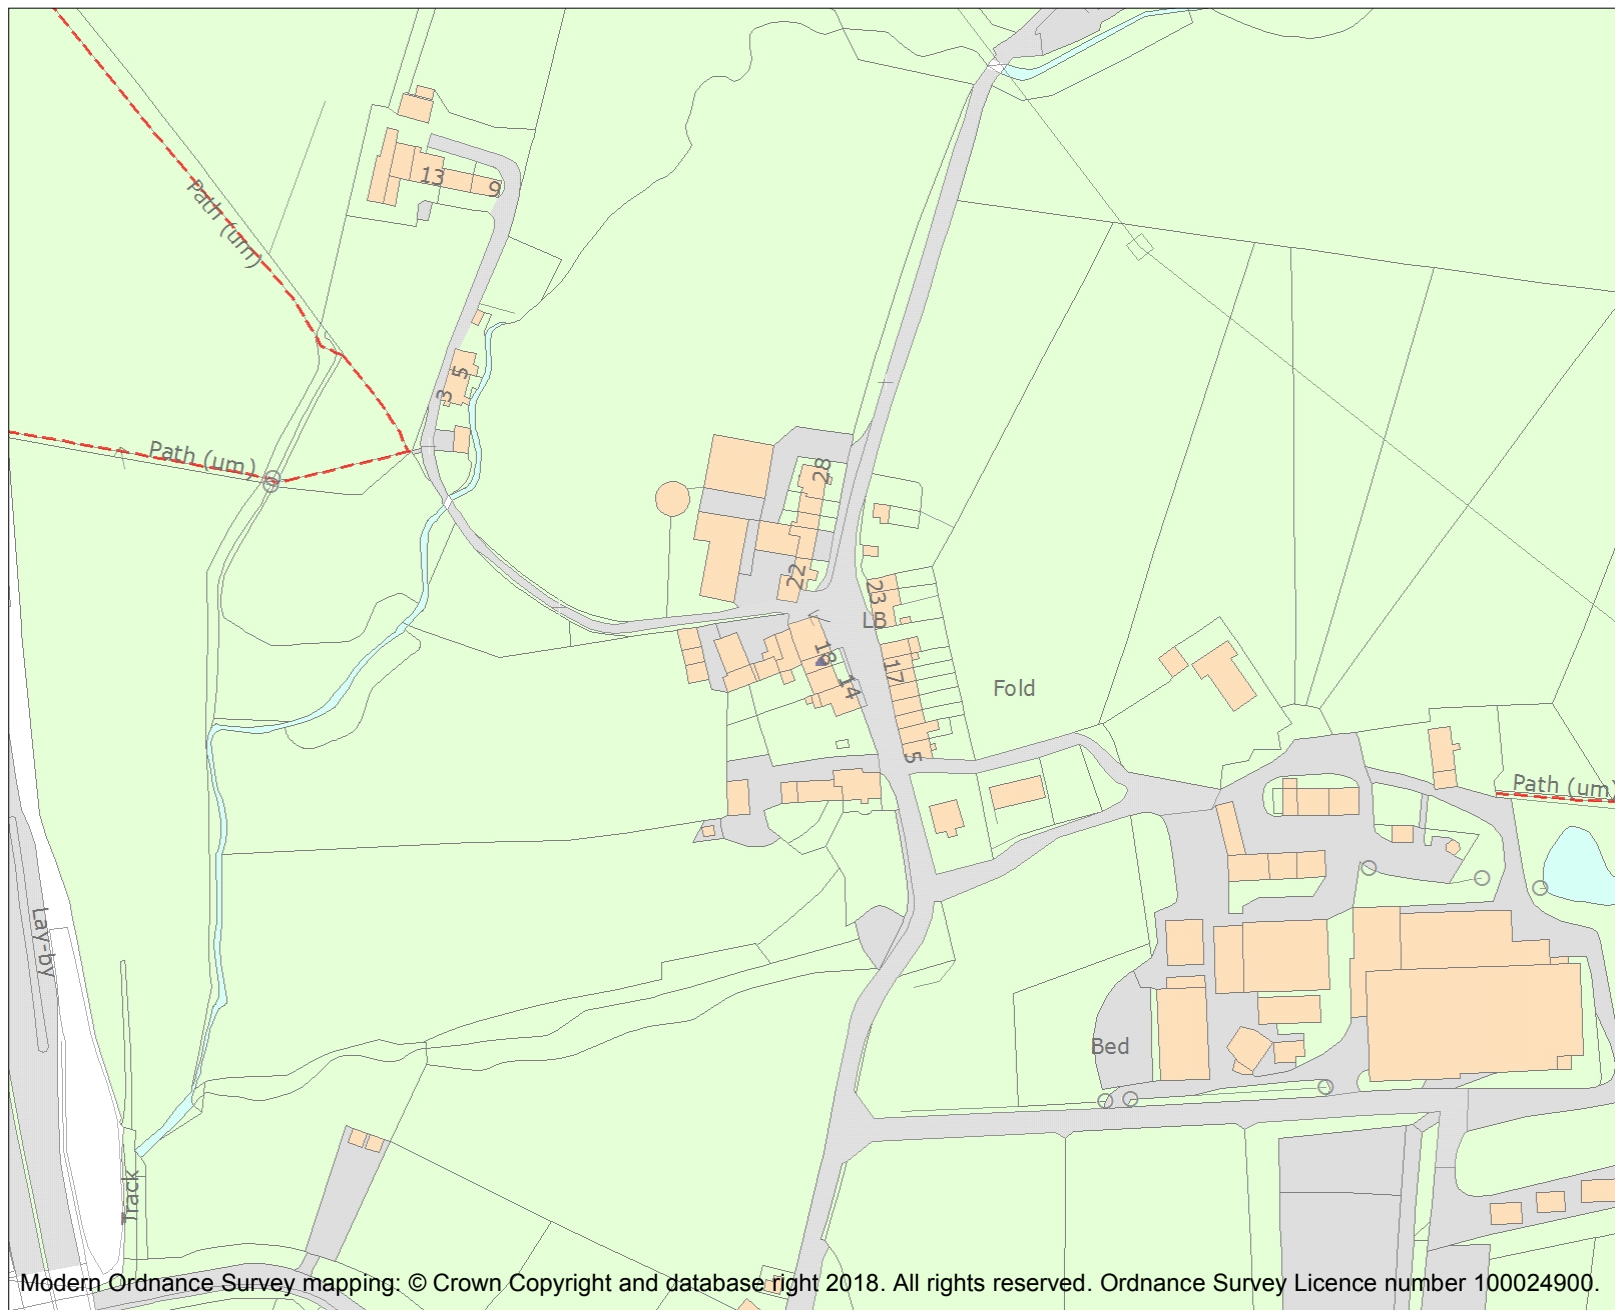 13
9
Path (um)
5
3
Path (um)
28
22
23
LB
18
17
14
Fold
5
Path (um)
Lay-by
Bed
Track
Modern Ordnance Survey mapping: © Crown Copyright and database right 2018. All rights reserved. Ordnance Survey Licence number 100024900.